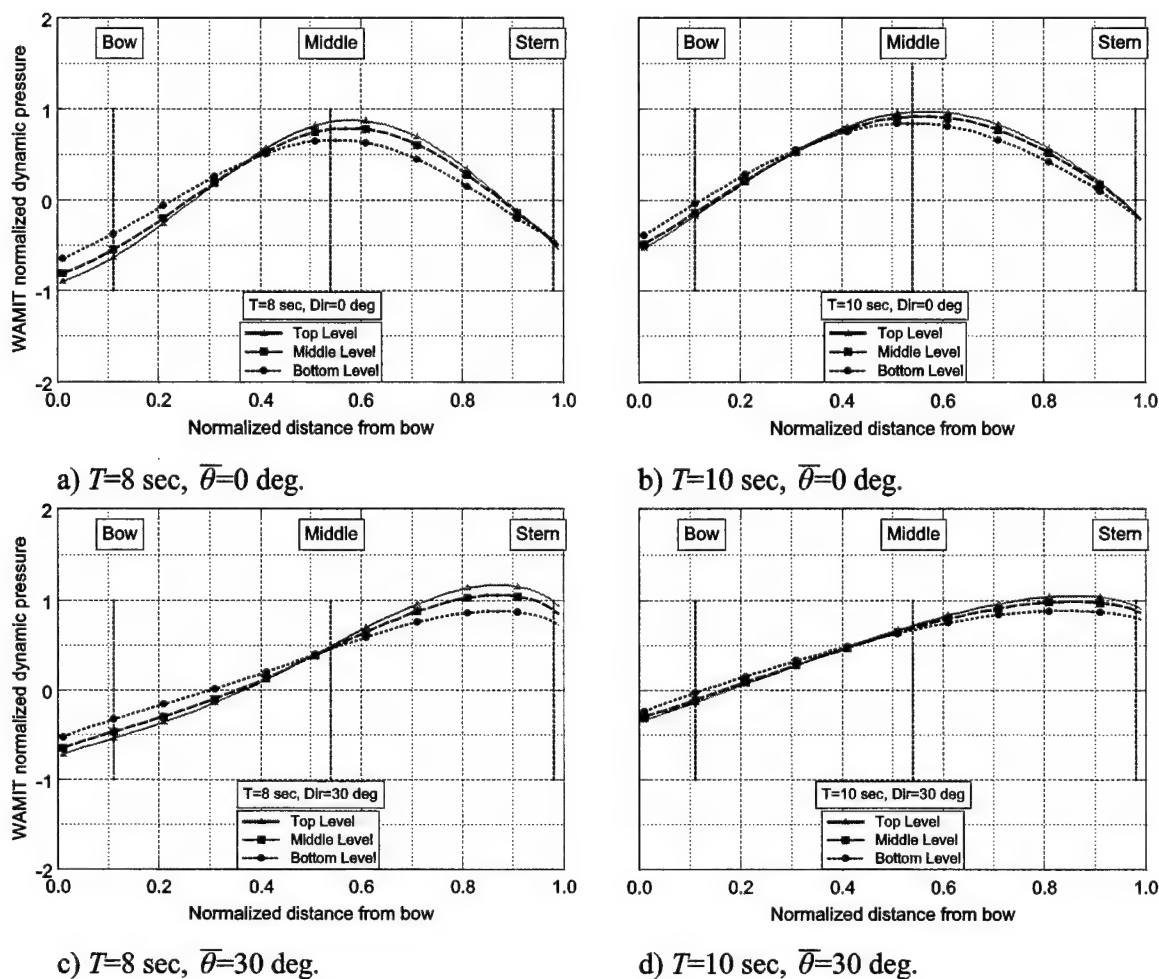 WAMIT normalized dynamic pressure
2
1
0
-1
-2
Bow
Middle
Stern
T=8 sec, Dir=0 deg
Top Level
Middle Level
Bottom Level
0.0 0.2 0.4 0.6 0.8 1.0
Normalized distance from bow
a) T=8 sec, θ̅=0 deg.
Bow
Middle
Stern
T=10 sec, Dir=0 deg
Top Level
Middle Level
Bottom Level
0.0 0.2 0.4 0.6 0.8 1.0
Normalized distance from bow
b) T=10 sec, θ̅=0 deg.
WAMIT normalized dynamic pressure
2
1
0
-1
-2
Bow
Middle
Stern
T=8 sec, Dir=30 deg
Top Level
Middle Level
Bottom Level
0.0 0.2 0.4 0.6 0.8 1.0
Normalized distance from bow
c) T=8 sec, θ̅=30 deg.
Bow
Middle
Stern
T=10 sec, Dir=30 deg
Top Level
Middle Level
Bottom Level
0.0 0.2 0.4 0.6 0.8 1.0
Normalized distance from bow
d) T=10 sec, θ̅=30 deg.